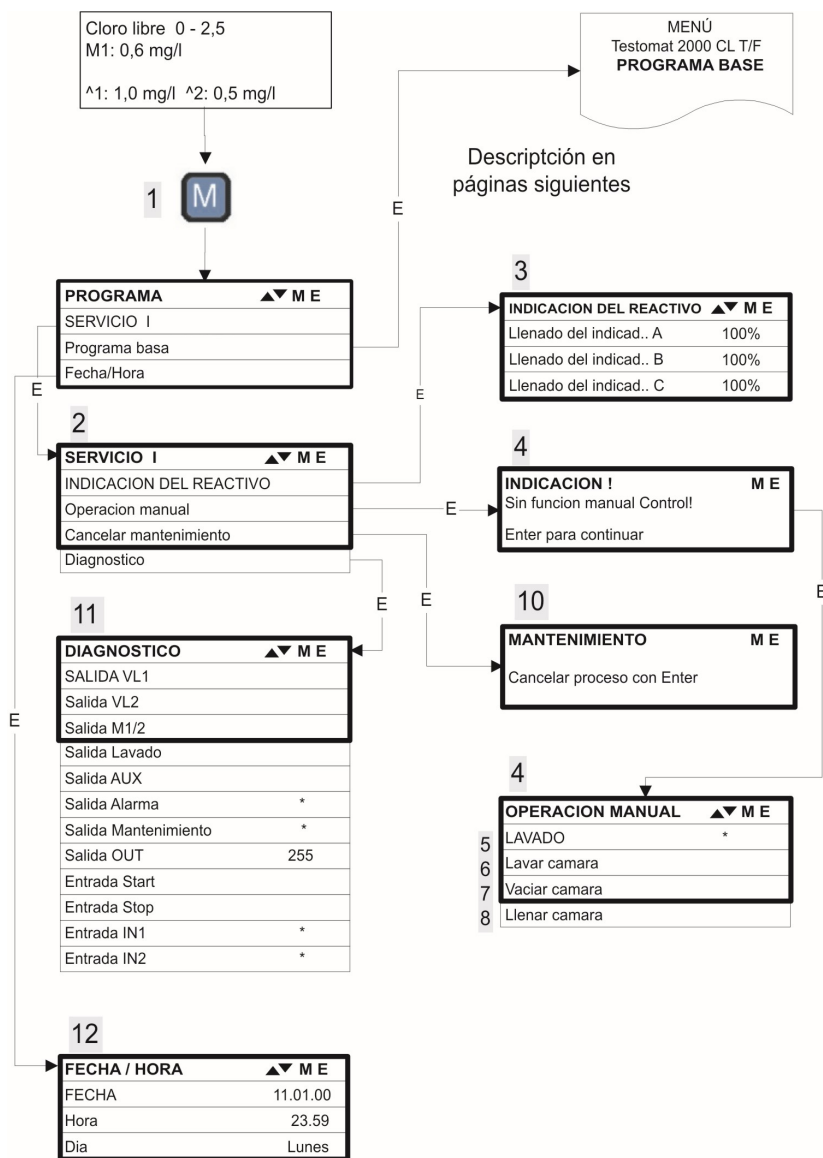 Cloro libre 0 - 2,5
M1: 0,6 mg/l
^1: 1,0 mg/l ^2: 0,5 mg/l
MENÚ
Testomat 2000 CL T/F
PROGRAMA BASE
Descriptción en
páginas siguientes
1
M
E
PROGRAMA ▲▼ M E
SERVICIO I
Programa basa
Fecha/Hora
E
2
SERVICIO I ▲▼ M E
INDICACION DEL REACTIVO
Operacion manual
Cancelar mantenimiento
Diagnostico
E
3
INDICACION DEL REACTIVO ▲▼ M E
Llenado del indicad.. A 100%
Llenado del indicad.. B 100%
Llenado del indicad.. C 100%
E
4
INDICACION ! M E
Sin funcion manual Control!
Enter para continuar
E
E
E
10
MANTENIMIENTO M E
Cancelar proceso con Enter
11
DIAGNOSTICO ▲▼ M E
SALIDA VL1
Salida VL2
Salida M1/2
Salida Lavado
Salida AUX
Salida Alarma *
Salida Mantenimiento *
Salida OUT 255
Entrada Start
Entrada Stop
Entrada IN1 *
Entrada IN2 *
E
4
OPERACION MANUAL ▲▼ M E
5 LAVADO *
6 Lavar camara
7 Vaciar camara
8 Llenar camara
12
FECHA / HORA ▲▼ M E
FECHA 11.01.00
Hora 23.59
Dia Lunes